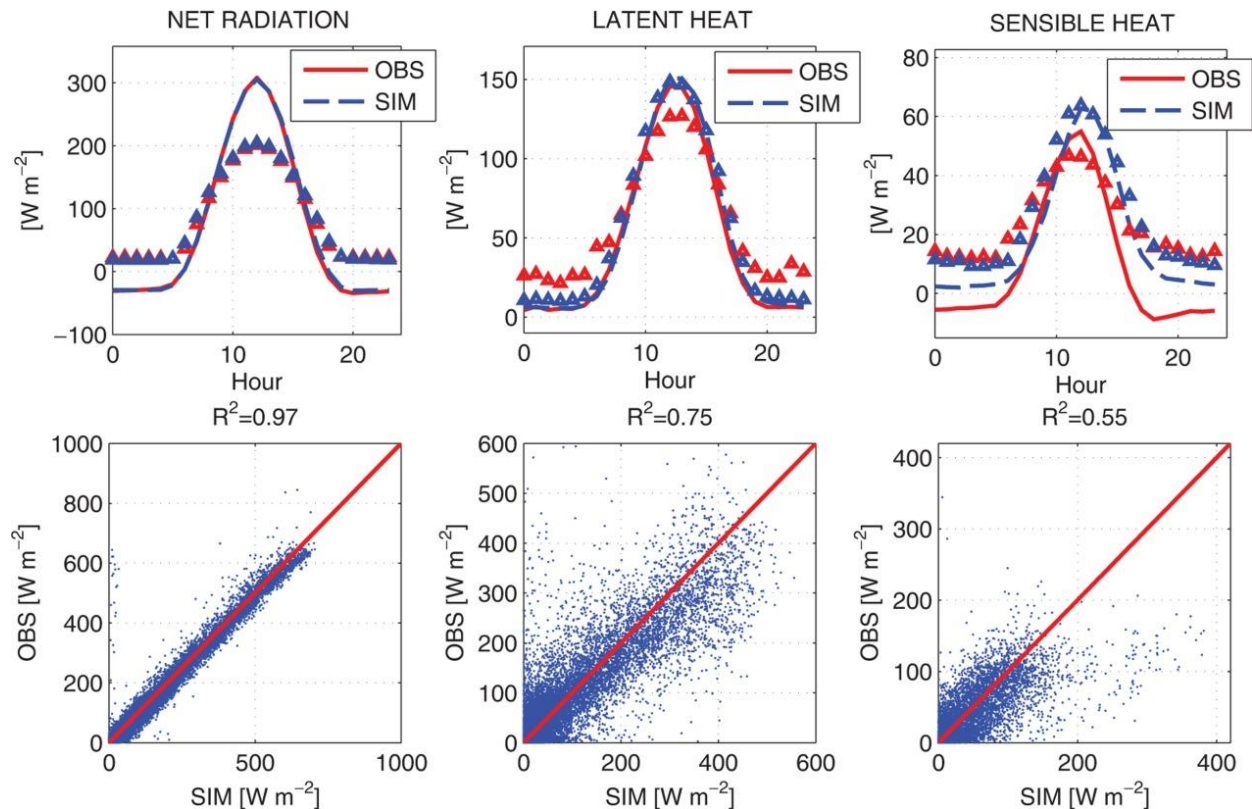 NET RADIATION
[W m⁻²]
300
200
100
0
−100
OBS
SIM
0
10
20
Hour
LATENT HEAT
150
100
50
0
OBS
SIM
0
10
20
Hour
SENSIBLE HEAT
[W m⁻²]
80
60
40
20
0
OBS
SIM
0
10
20
Hour
R²=0.97
OBS [W m⁻²]
1000
800
600
400
200
0
0
500
1000
SIM [W m⁻²]
R²=0.75
OBS [W m⁻²]
600
500
400
300
200
100
0
0
200
400
600
SIM [W m⁻²]
R²=0.55
OBS [W m⁻²]
400
300
200
100
0
0
200
400
SIM [W m⁻²]